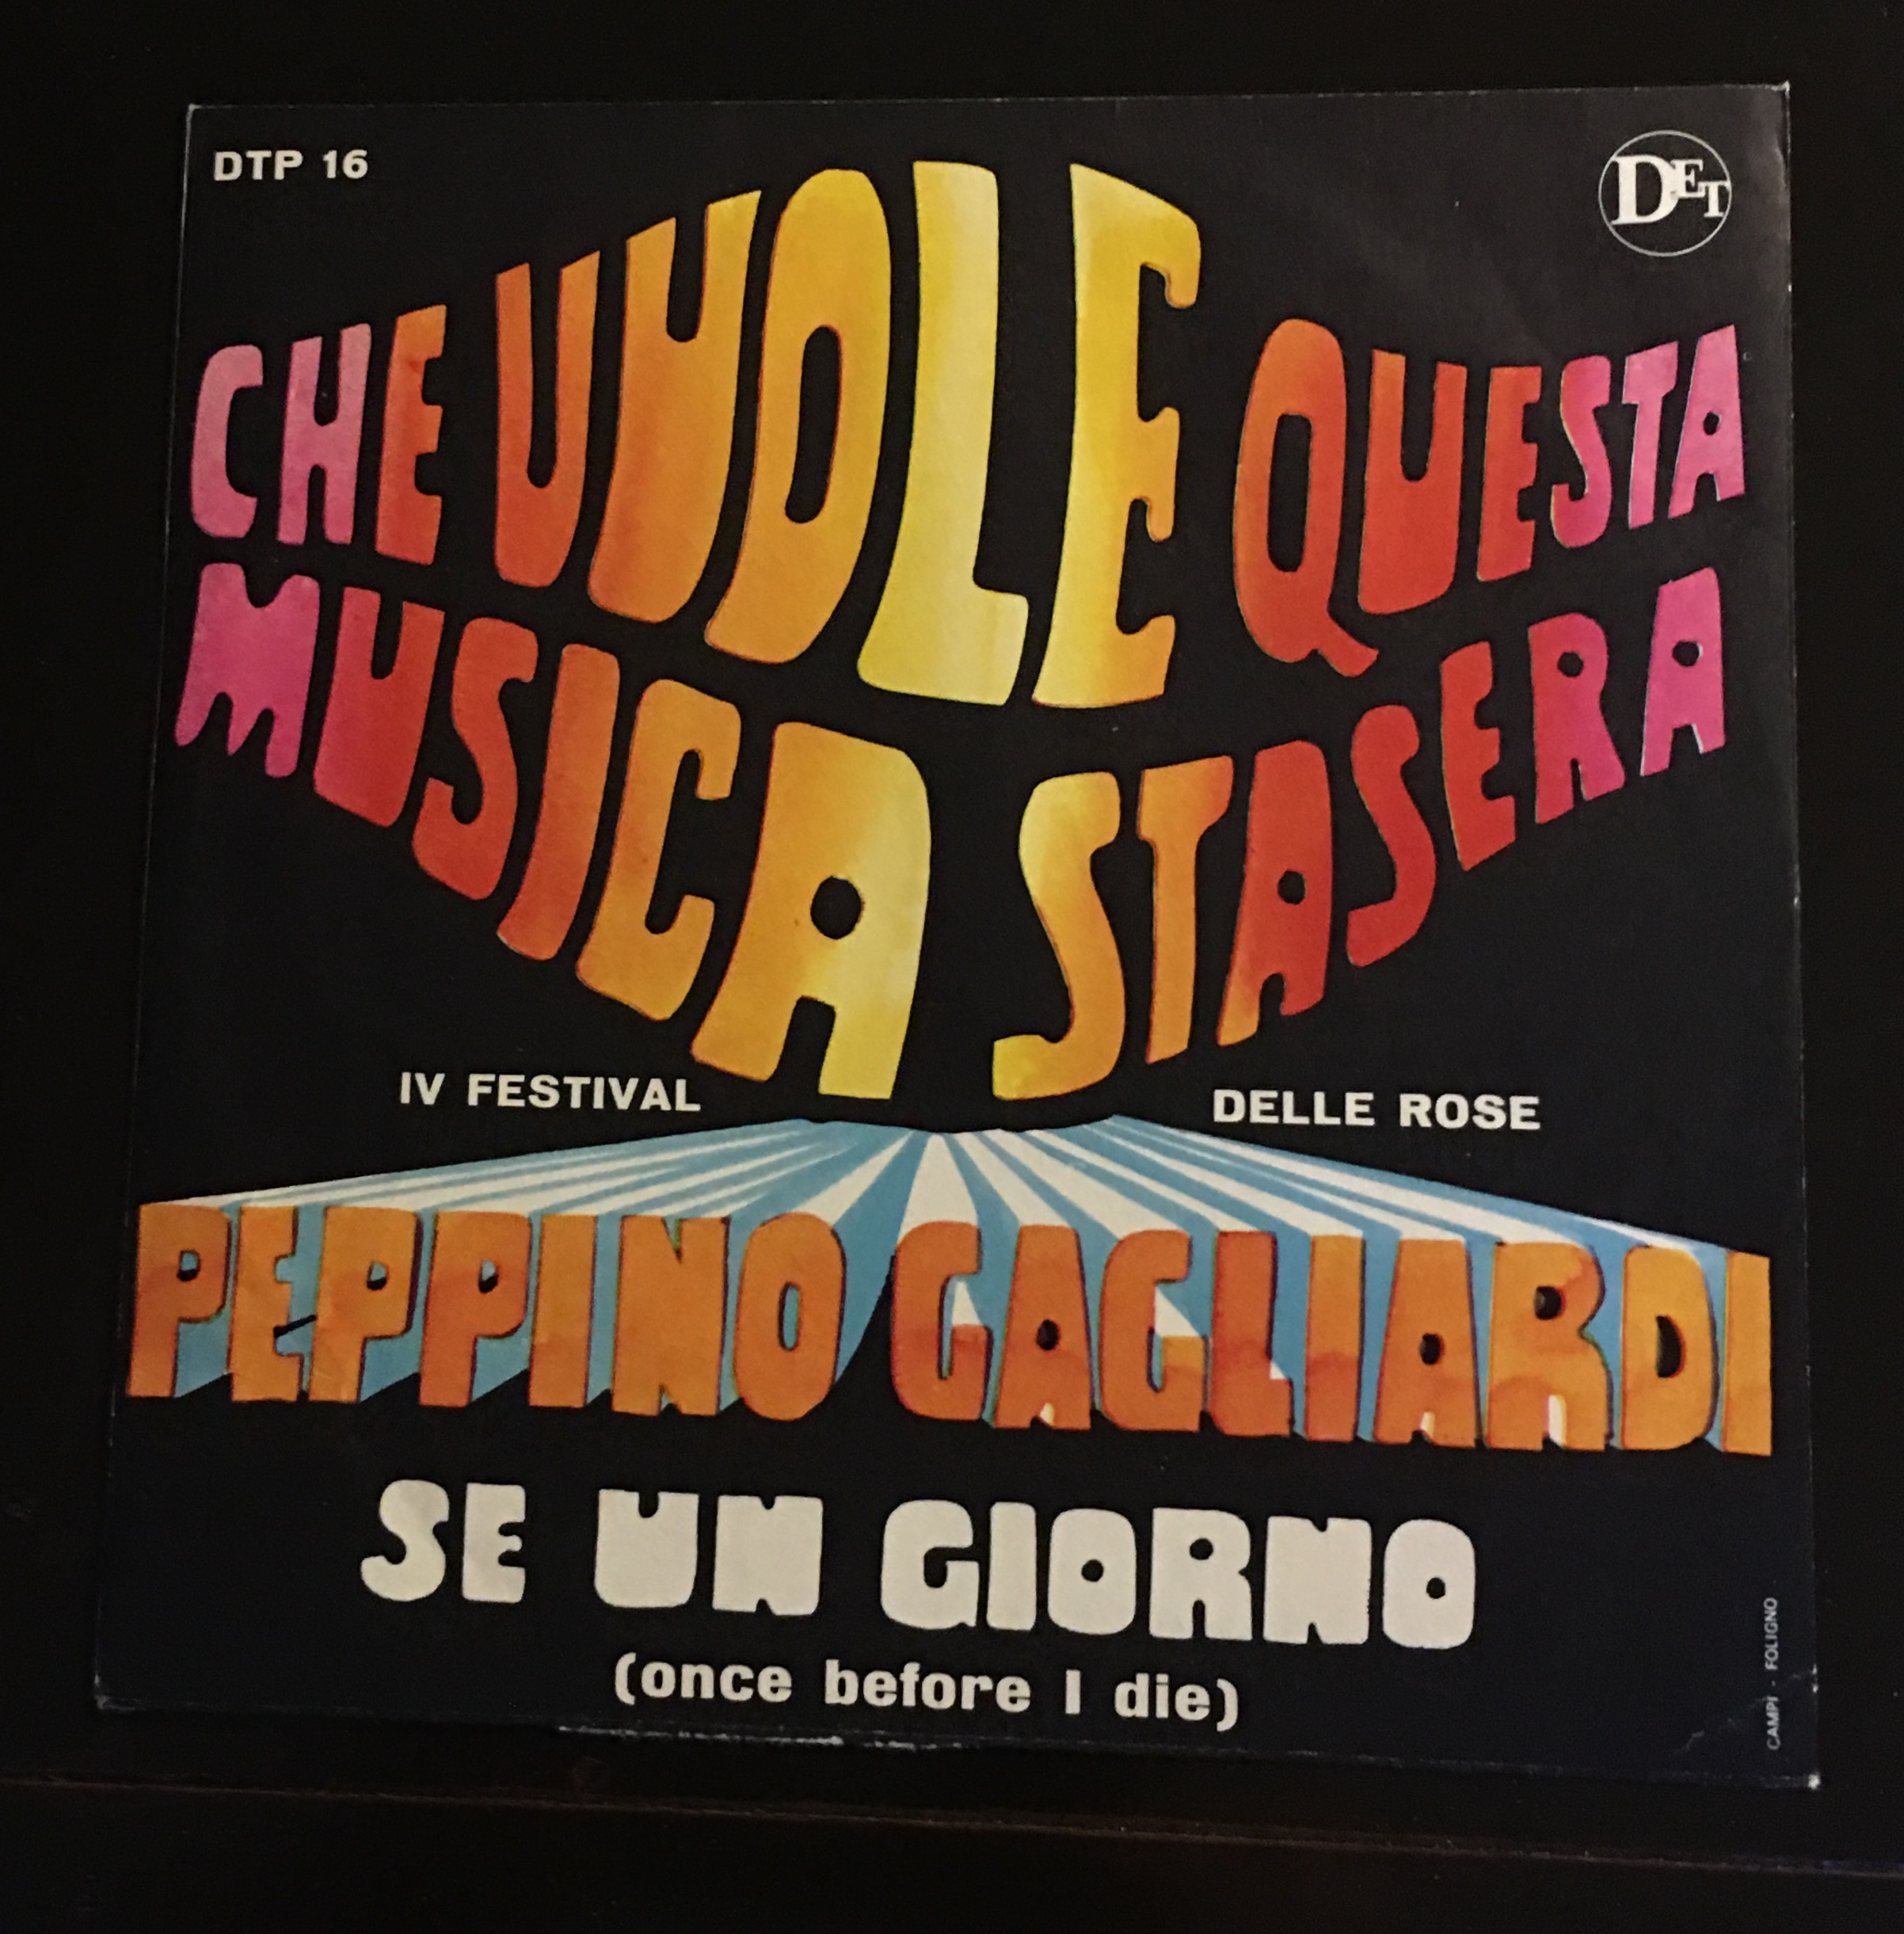 DTP 16
DET
CHE VUOLE QUESTA
MUSICA STASERA
IV FESTIVAL DELLE ROSE
PEPPINO GAGLIARDI
SE UN GIORNO
(once before I die)
CAMPI - FOLIGNO